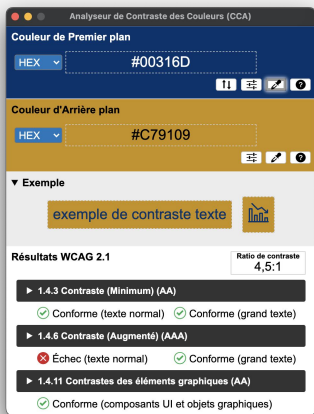 Analyseur de Contraste des Couleurs (CCA)
Couleur de Premier plan
HEX #00316D
?
Couleur d'Arrière plan
HEX #C79109
?
▼ Exemple
exemple de contraste texte
Résultats WCAG 2.1
Ratio de contraste
4,5:1
▶ 1.4.3 Contraste (Minimum) (AA)
Conforme (texte normal) Conforme (grand texte)
▶ 1.4.6 Contraste (Augmenté) (AAA)
Échec (texte normal) Conforme (grand texte)
▶ 1.4.11 Contrastes des éléments graphiques (AA)
Conforme (composants UI et objets graphiques)